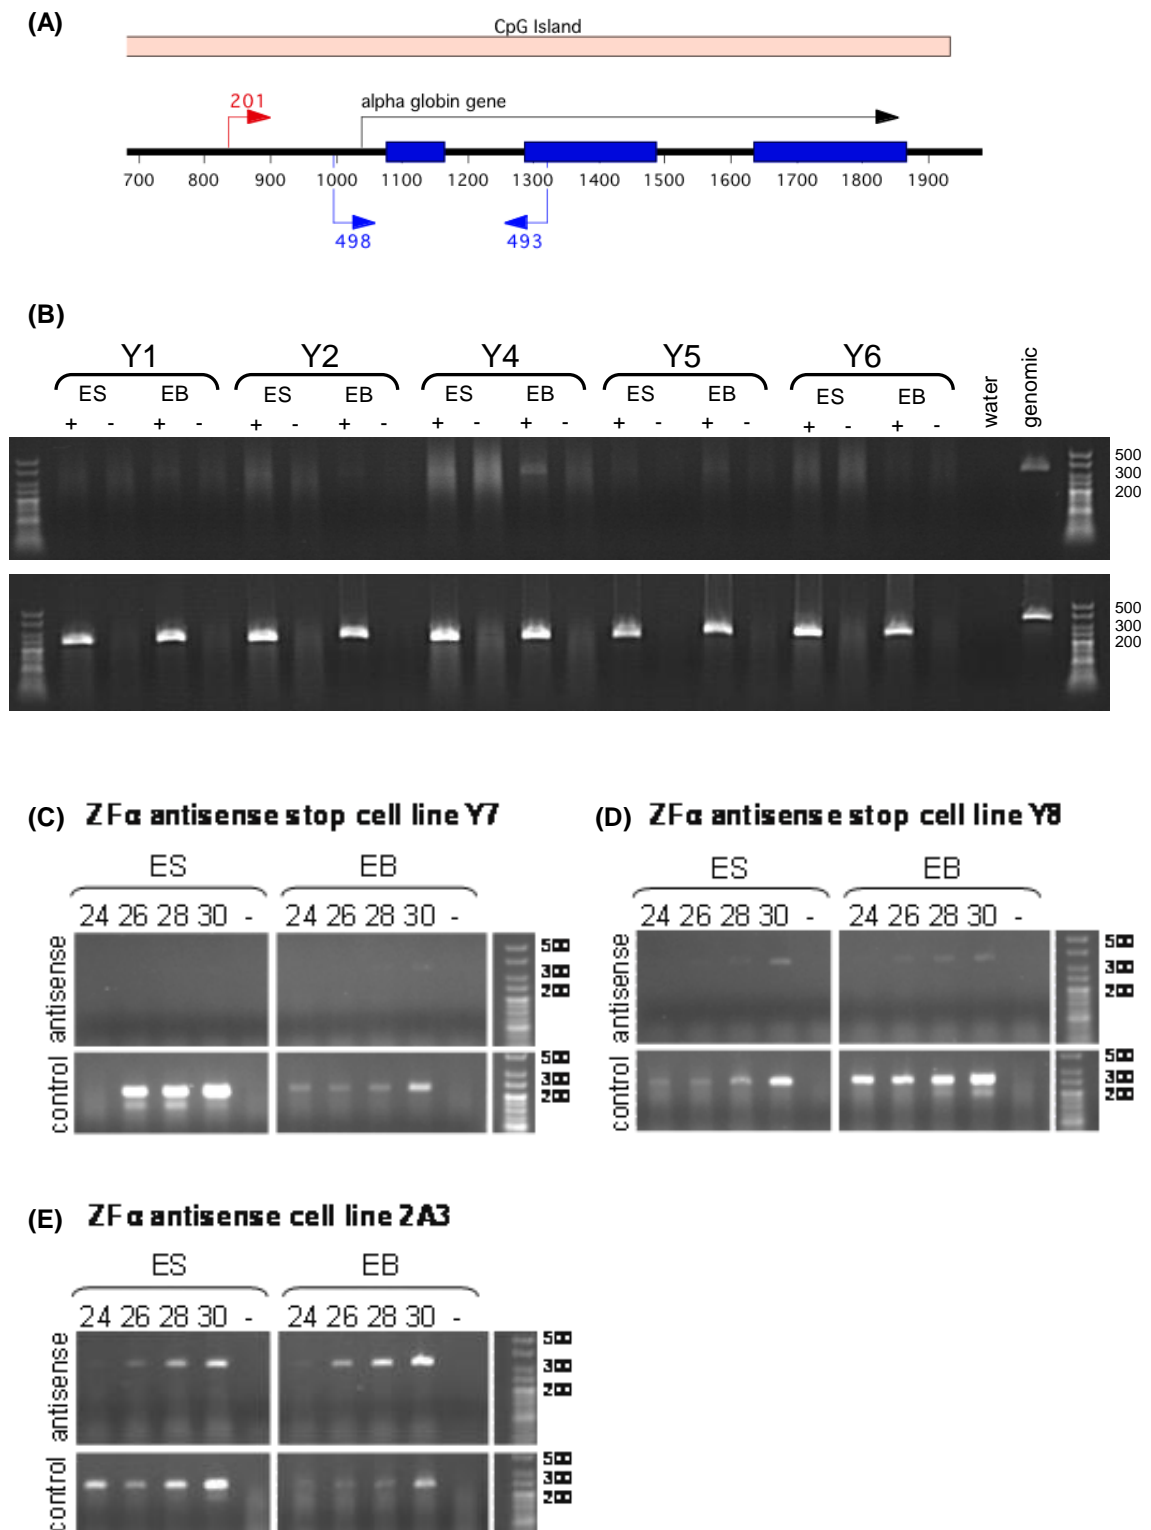 (A)
CpG Island
201
alpha globin gene
700 800 900 1000 1100 1200 1300 1400 1500 1600 1700 1800 1900
498 493
(B)
Y1 Y2 Y4 Y5 Y6
ES EB ES EB ES EB ES EB ES EB water genomic
+ - + - + - + - + - + - + - + - + - + -
500
300
200
500
300
200
(C) ZFα antisense stop cell line Y7
ES EB
24 26 28 30 - 24 26 28 30 -
antisense
500
300
200
control
500
300
200
(D) ZFα antisense stop cell line Y8
ES EB
24 26 28 30 - 24 26 28 30 -
antisense
500
300
200
control
500
300
200
(E) ZFα antisense cell line 2A3
ES EB
24 26 28 30 - 24 26 28 30 -
antisense
500
300
200
control
500
300
200